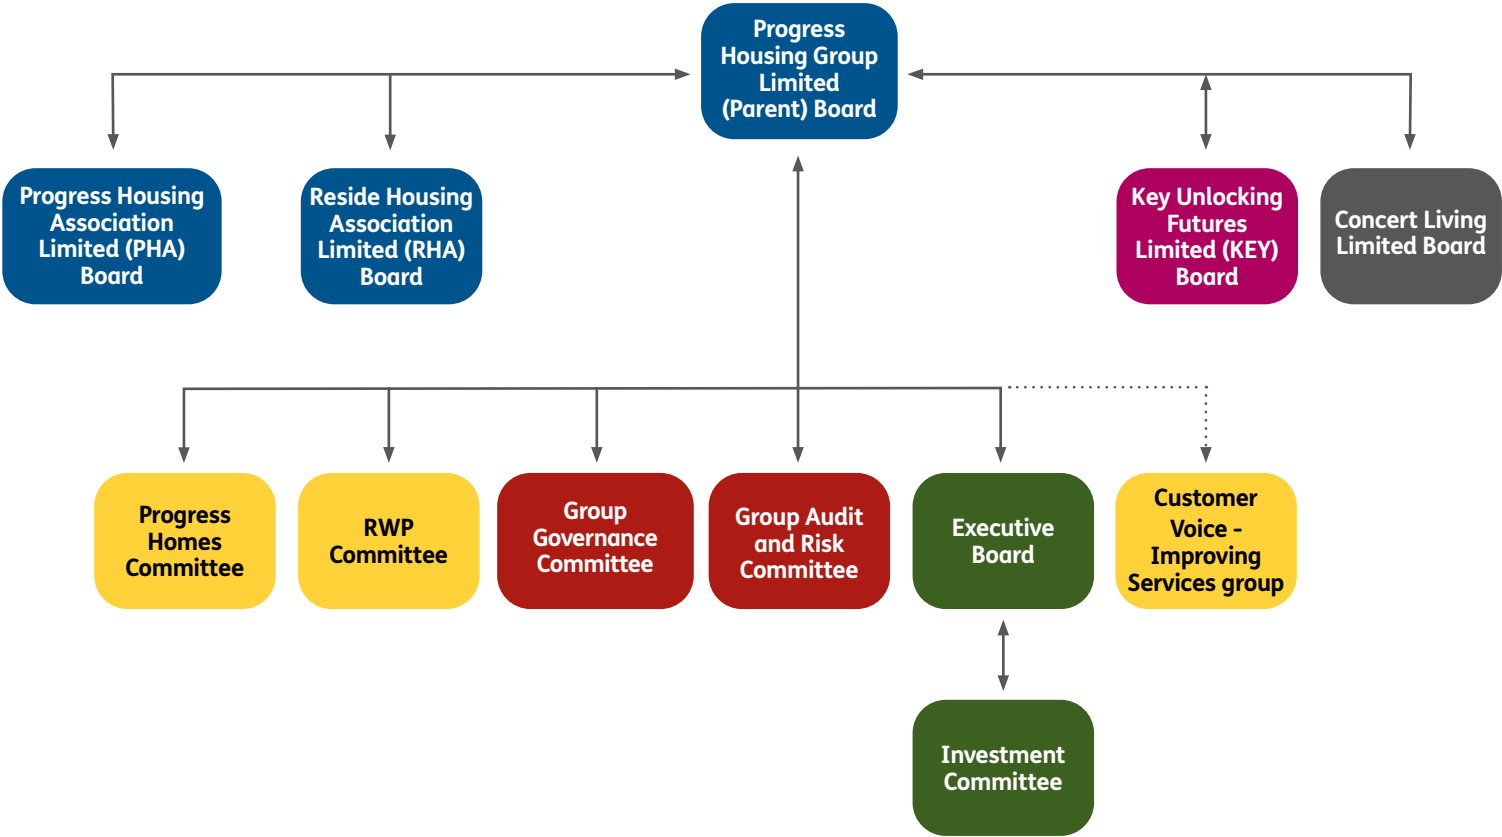 Progress
Housing Group
Limited
(Parent) Board
Progress Housing
Association
Limited (PHA)
Board
Reside Housing
Association
Limited (RHA)
Board
Key Unlocking
Futures
Limited (KEY)
Board
Concert Living
Limited Board
Progress
Homes
Committee
RWP
Committee
Group
Governance
Committee
Group Audit
and Risk
Committee
Executive
Board
Customer
Voice -
Improving
Services group
Investment
Committee